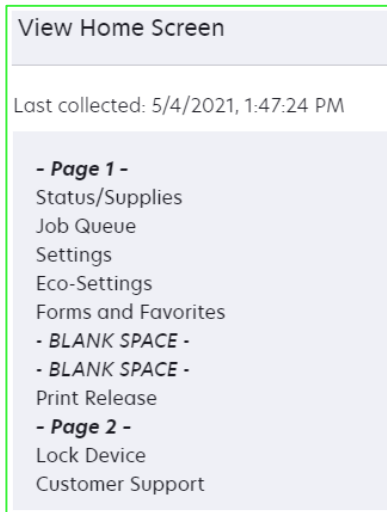 View Home Screen
Last collected: 5/4/2021, 1:47:24 PM
- Page 1 -
Status/Supplies
Job Queue
Settings
Eco-Settings
Forms and Favorites
- BLANK SPACE -
- BLANK SPACE -
Print Release
- Page 2 -
Lock Device
Customer Support